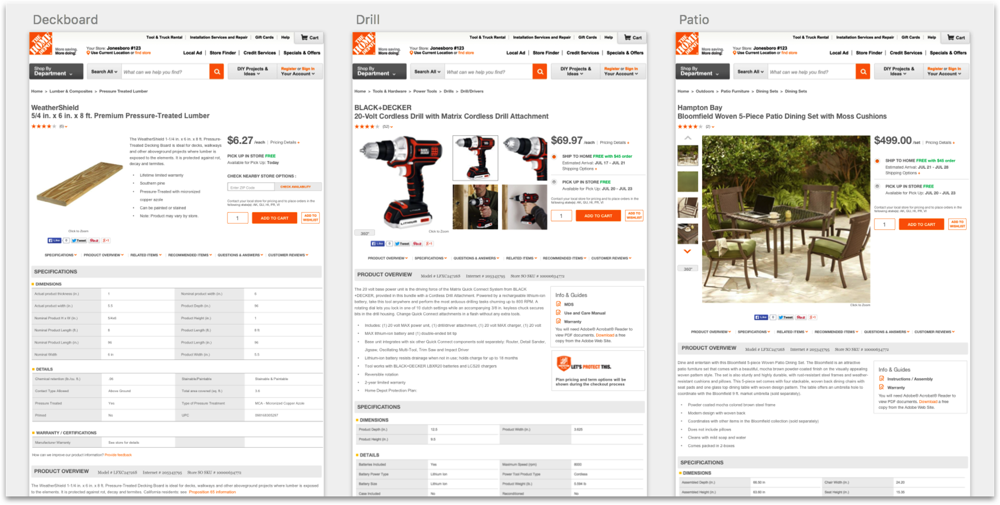 Deckboard
THE HOME DEPOT
More saving.
More doing.
Tool & Truck Rental | Installation Services and Repair | Gift Cards | Help
Cart
Your Store: Jonesboro #123
Use Current Location or find store
Local Ad | Store Finder | Credit Services | Specials & Offers
Shop By
Department
Search All
What can we help you find?
DIY Projects &
Ideas
Register or Sign In
Your Account
Home > Lumber & Composites > Pressure Treated Lumber
WeatherShield
5/4 in. x 6 in. x 8 ft. Premium Pressure-Treated Lumber
(6)
The WeatherShield 1-1/4 in. x 6 in. x 8 ft. Pressure-
Treated Decking Board is ideal for decks, walkways
and other aboveground projects where lumber is
exposed to the elements. It is protected against rot,
decay and termites.
• Lifetime limited warranty
• Southern pine
• Pressure-Treated with micronized
copper azole
• Can be painted or stained
• Note: Product may vary by store.
Click to Zoom
$6.27 /each | Pricing Details +
PICK UP IN STORE FREE
Available for Pick Up: Today
CHECK NEARBY STORE OPTIONS :
Enter ZIP Code
CHECK AVAILABILITY
Contact your local store for pricing and to place orders in the
following state(s): AK, GU, HI, PR, VI
1
ADD TO CART
ADD TO
WISHLIST
Like 0 Tweet Pin it g+1
SPECIFICATIONS | PRODUCT OVERVIEW | RELATED ITEMS | RECOMMENDED ITEMS | QUESTIONS & ANSWERS | CUSTOMER REVIEWS
SPECIFICATIONS
DIMENSIONS
Actual product thickness (in.) 1 Nominal product width (in.) 6
Actual product width (in.) 5.5 Product Depth (in.) 96
Nominal Product H x W (in.) 5/4x6 Product Height (in.) 1
Nominal Product Length (ft.) 8 Product Length (ft.) 8 ft
Nominal Product Length (in.) 96 Product Length (in.) 96
Nominal Width 6 in Product Width (in.) 5.5
DETAILS
Chemical retention (lb./cu. ft.) .06 Stainable/Paintable Stainable & Paintable
Contact Type Allowed Above Ground Total area covered (sq. ft.) 3.6
Pressure Treated Yes Type of Pressure Treatment MCA - Micronized Copper Azole
Primed No UPC 098168305297
WARRANTY / CERTIFICATIONS
Manufacturer Warranty See store for details
How can we improve our product information? Provide feedback
PRODUCT OVERVIEW Model # LFXC24726S Internet # 205343795 Store SO SKU # 10000634772
The WeatherShield 1-1/4 in. x 6 in. x 8 ft. Pressure-Treated Decking Board is ideal for decks, walkways and other aboveground projects where lumber is exposed
to the elements. It is protected against rot, decay and termites. California residents: see Proposition 65 information
Drill
THE HOME DEPOT
More saving.
More doing.
Tool & Truck Rental | Installation Services and Repair | Gift Cards | Help
Cart
Your Store: Jonesboro #123
Use Current Location or find store
Local Ad | Store Finder | Credit Services | Specials & Offers
Shop By
Department
Search All
What can we help you find?
DIY Projects &
Ideas
Register or Sign In
Your Account
Home > Tools & Hardware > Power Tools > Drills > Drill/Drivers
BLACK+DECKER
20-Volt Cordless Drill with Matrix Cordless Drill Attachment
(52)
360°
Click to Zoom
$69.97 /each | Pricing Details +
SHIP TO HOME FREE with $45 order
Estimated Arrival: JUL 17 - JUL 21
Shipping Options +
PICK UP IN STORE FREE
Available for Pick Up: JUL 20 - JUL 23
Contact your local store for pricing and to place orders in the
following state(s): AK, GU, HI, PR, VI
1
ADD TO CART
ADD TO
WISHLIST
Like 0 Tweet Pin it g+1
PRODUCT OVERVIEW | SPECIFICATIONS | QUESTIONS & ANSWERS | RELATED ITEMS | RECOMMENDED ITEMS | CUSTOMER REVIEWS
PRODUCT OVERVIEW Model # LFXC24726S Internet # 205343795 Store SO SKU # 10000634772
The 20 volt base power unit is the driving force of the Matrix Quick Connect System from BLACK
+DECKER, provided in this bundle with a Cordless Drill Attachment. Powered by a rechargeable lithium-ion
battery, take this tool anywhere and perform the most arduous drilling tasks churning up to 800 RPM. A
rotating dial lets you lock in one of 10 clutch settings while an accompanying 3/8 in. keyless chuck secures
bits in the drill housing. Change Quick Connect attachments in a flash without any extra tools.
• Includes: (1) 20 volt MAX power unit, (1) drill/driver attachment, (1) 20 volt MAX charger, (1) 20 volt
• MAX lithium-ion battery and (1) double-ended bit tip
• Base unit integrates with six other Quick Connect components sold separately: Router, Detail Sander,
Jigsaw, Oscillating Multi-Tool, Trim Saw and Impact Driver
• Lithium-ion battery resists drainage when not in use; holds charge for up to 18 months
• Tool works with BLACK+DECKER LBXR20 batteries and LCS20 chargers
• Reversible rotation
• 2-year limited warranty
• Home Depot Protection Plan:
Info & Guides
MDS
Use and Care Manual
Warranty
You will need Adobe® Acrobat® Reader to
view PDF documents. Download a free
copy from the Adobe Web Site.
LET'S PROTECT THIS.
Plan pricing and term options will be
shown during the checkout process
SPECIFICATIONS
DIMENSIONS
Product Depth (in.) 12.5 Product Width (in.) 3.625
Product Height (in.) 9.5
DETAILS
Batteries Included Yes Maximum Speed (rpm) 8000
Battery Power Type Lithium Ion Power Tool Product Type Cordless
Battery Size Lithium Ion Product Weight (lb.) 5.594 lb
Case Included No Reconditioned No
Patio
THE HOME DEPOT
More saving.
More doing.
Tool & Truck Rental | Installation Services and Repair | Gift Cards | Help
Cart
Your Store: Jonesboro #123
Use Current Location or find store
Local Ad | Store Finder | Credit Services | Specials & Offers
Shop By
Department
Search All
What can we help you find?
DIY Projects &
Ideas
Register or Sign In
Your Account
Home > Outdoors > Patio Furniture > Dining Sets > Dining Sets
Hampton Bay
Bloomfield Woven 5-Piece Patio Dining Set with Moss Cushions
(2)
360°
Click to Zoom
$499.00 /set | Pricing Details +
SHIP TO HOME FREE with $45 order
Estimated Arrival: JUL 21 - JUL 28
Shipping Options +
PICK UP IN STORE FREE
Available for Pick Up: JUL 20 - JUL 23
Contact your local store for pricing and to place orders in the
following state(s): AK, GU, HI, PR, VI
1
ADD TO CART
ADD TO
WISHLIST
Like 0 Tweet Pin it g+1
PRODUCT OVERVIEW | SPECIFICATIONS | RELATED ITEMS | RECOMMENDED ITEMS | QUESTIONS & ANSWERS | CUSTOMER REVIEWS
PRODUCT OVERVIEW Model # LFXC24726S Internet # 205343795 Store SO SKU # 10000634772
Dine and entertain with this Bloomfield 5-piece Woven Patio Dining Set. The Bloomfield is an attractive
patio furniture set that comes with a beautiful, mocha brown powder-coated finish on the visually appealing
woven pattern style. The set is also sturdy and highly durable, with rust-resistant steel frames and weather-
resistant cushions and pillows. This 5-piece set comes with four stackable, woven back dining chairs with
seat pads and one glass top dining table with woven design pattern. The table offers an umbrella hole to
coordinate with the Bloomfield 9 ft. market umbrella (sold separately).
• Powder coated mocha colored brown steel frame
• Modern design with woven back
• Coordinates with other items in the Bloomfield collection (sold separately)
• Does not include pillows
• Cleans with mild soap and water
• Comes packed in 2-boxes
Info & Guides
Instructions / Assembly
Warranty
You will need Adobe® Acrobat® Reader to
view PDF documents. Download a free
copy from the Adobe Web Site.
SPECIFICATIONS
DIMENSIONS
Assembled Depth (in.) 66.50 in Chair Width (in.) 24.20
Assembled Height (in.) 63.60 in Seat Height (in.) 15.35